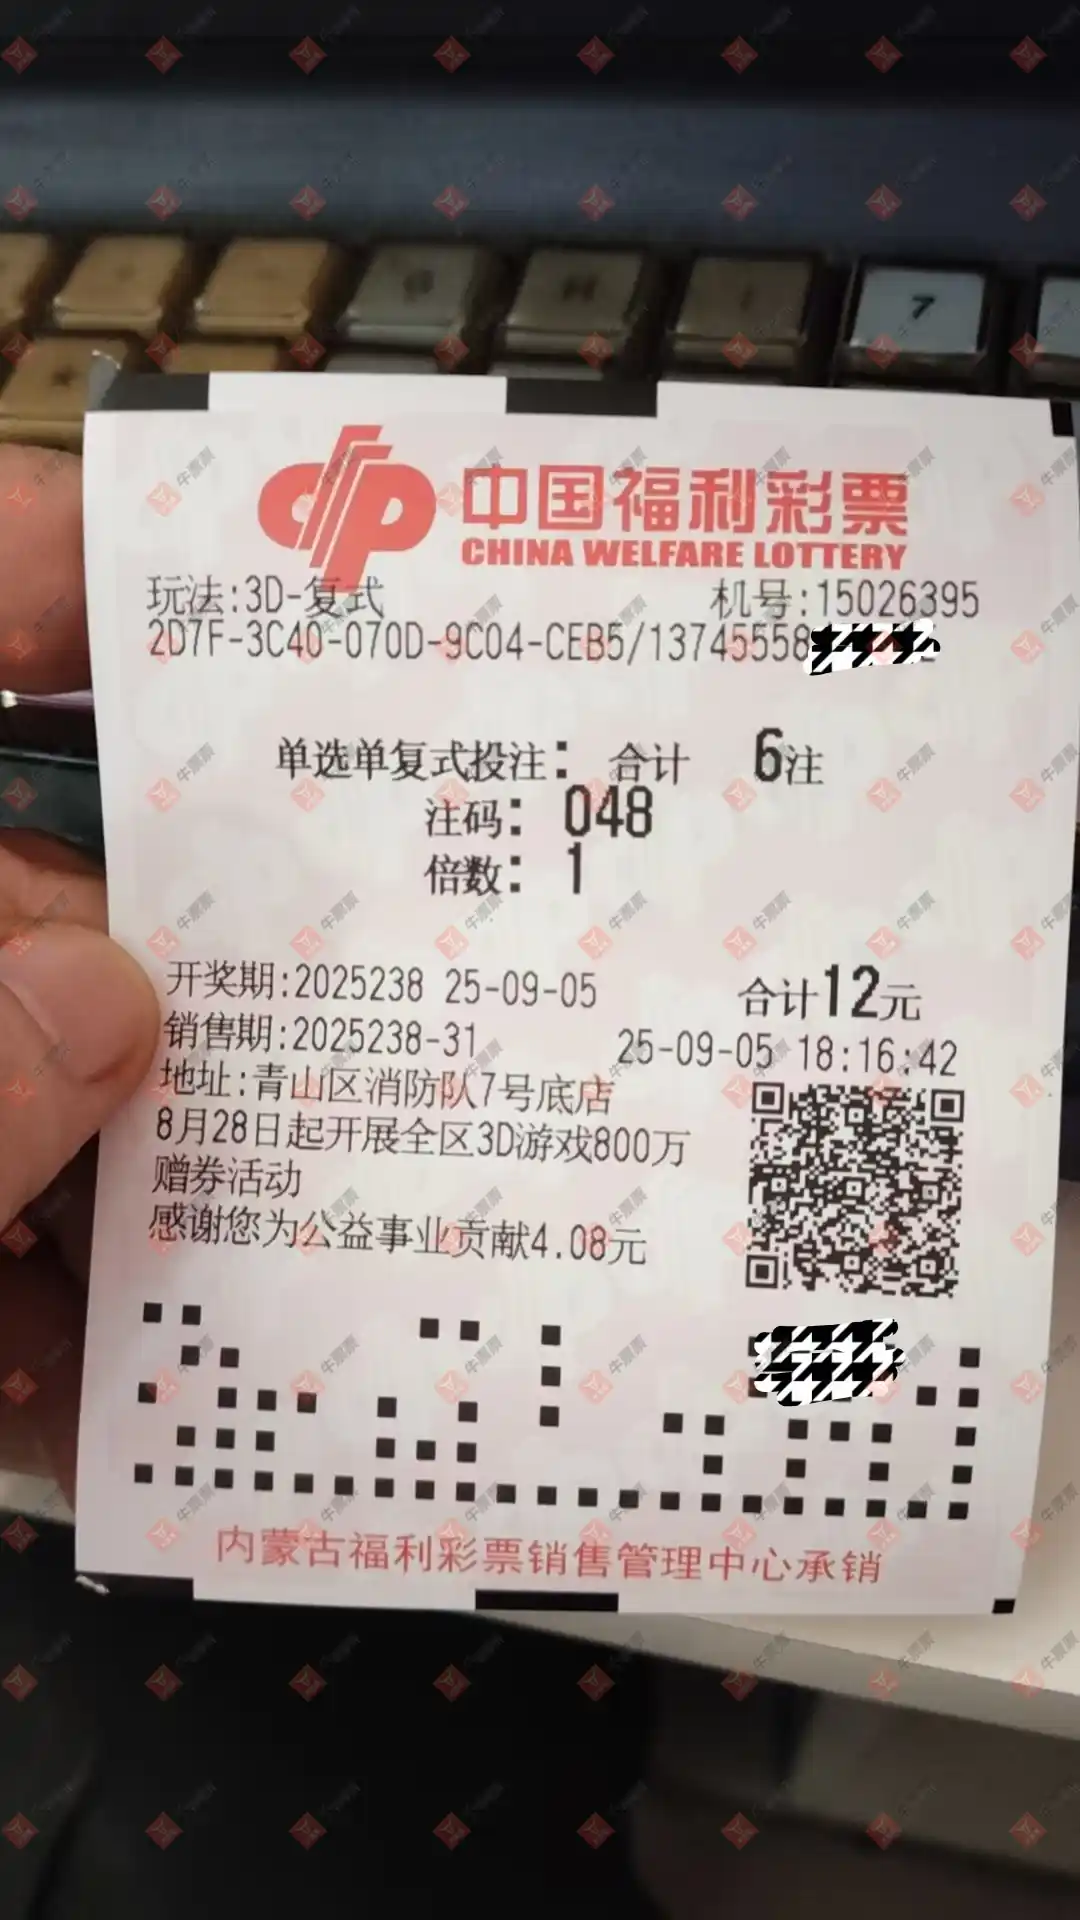 7
中国福利彩票
CHINA WELFARE LOTTERY
玩法:3D-复式 机号:15026395
2D7F-3C40-070D-9C04-CEB5/13745558
单选单复式投注: 合计 6注
注码: 048
倍数: 1
开奖期:2025238 25-09-05 合计12元
销售期:2025238-31 25-09-05 18:16:42
地址:青山区消防队7号底店
8月28日起开展全区3D游戏800万
赠券活动
感谢您为公益事业贡献4.08元
内蒙古福利彩票销售管理中心承销
牛票票